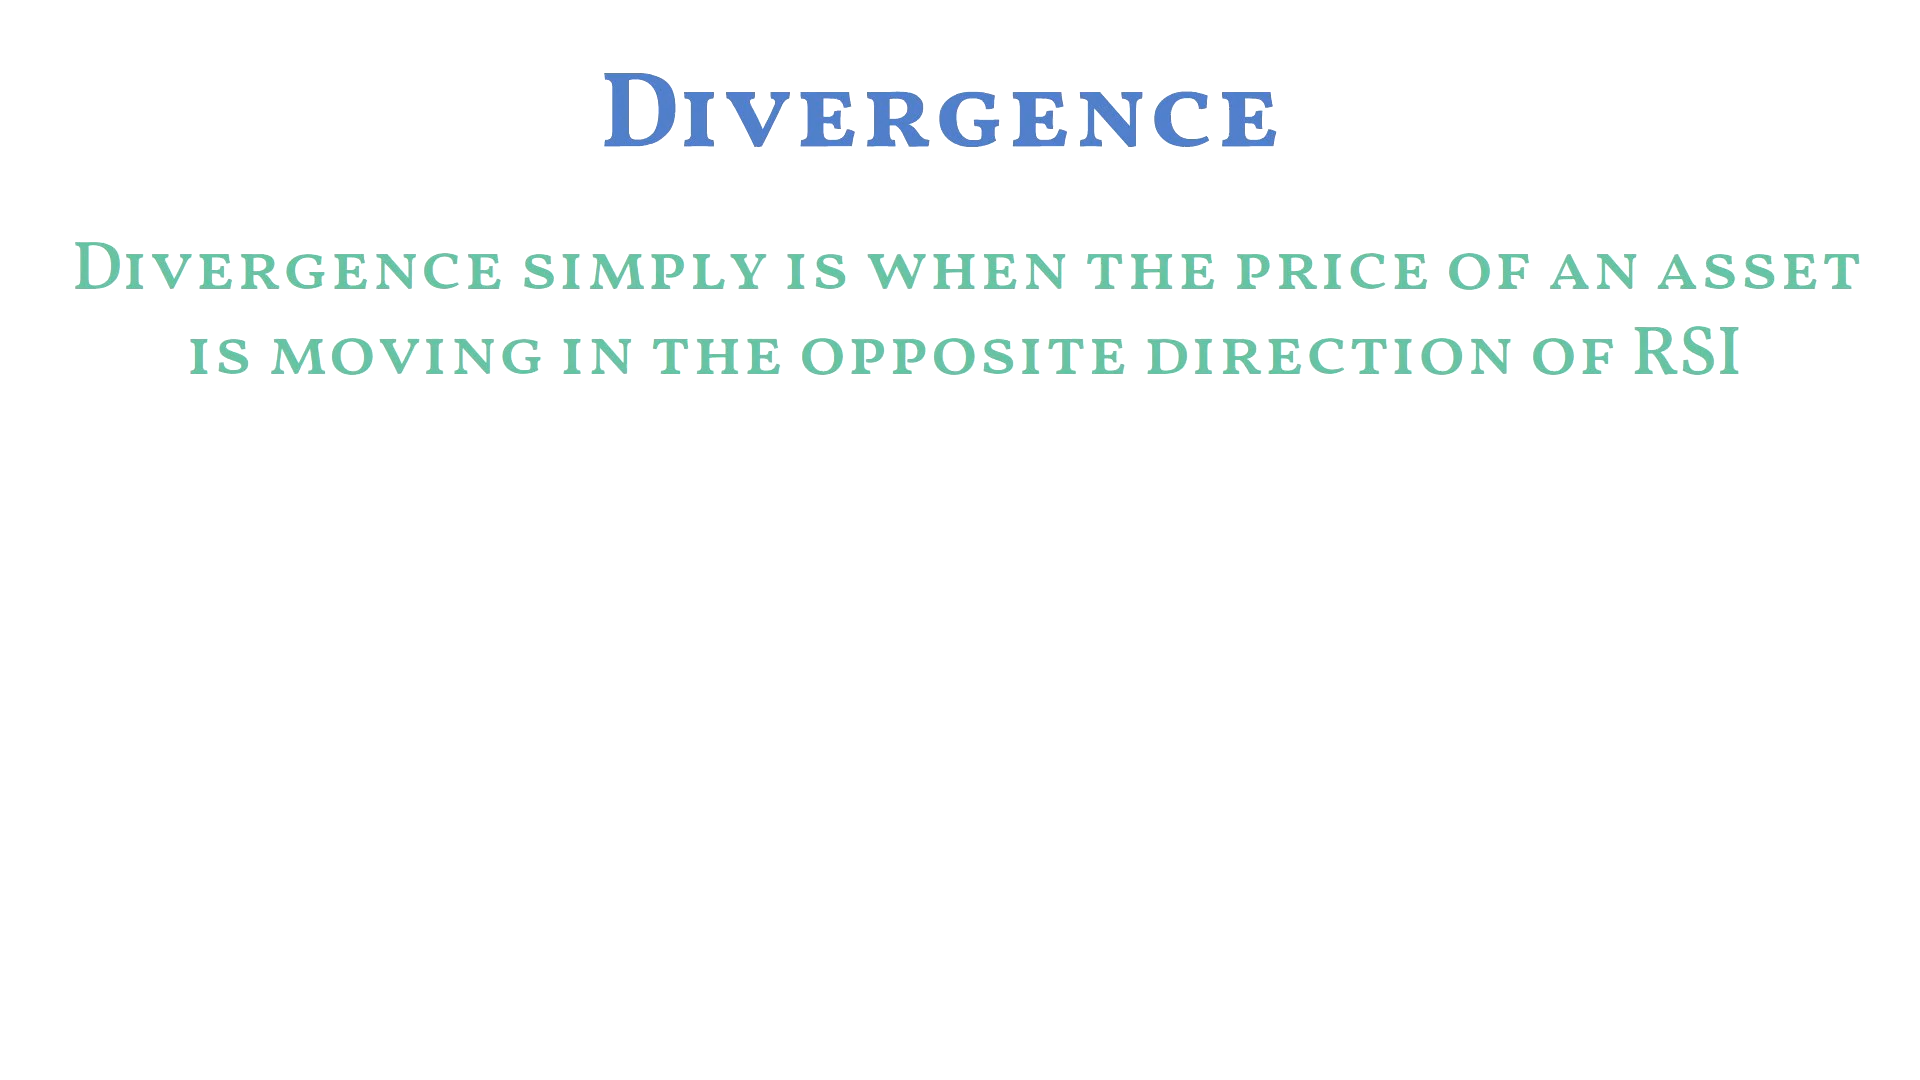 Divergence
Divergence simply is when the price of an asset
is moving in the opposite direction of RSI